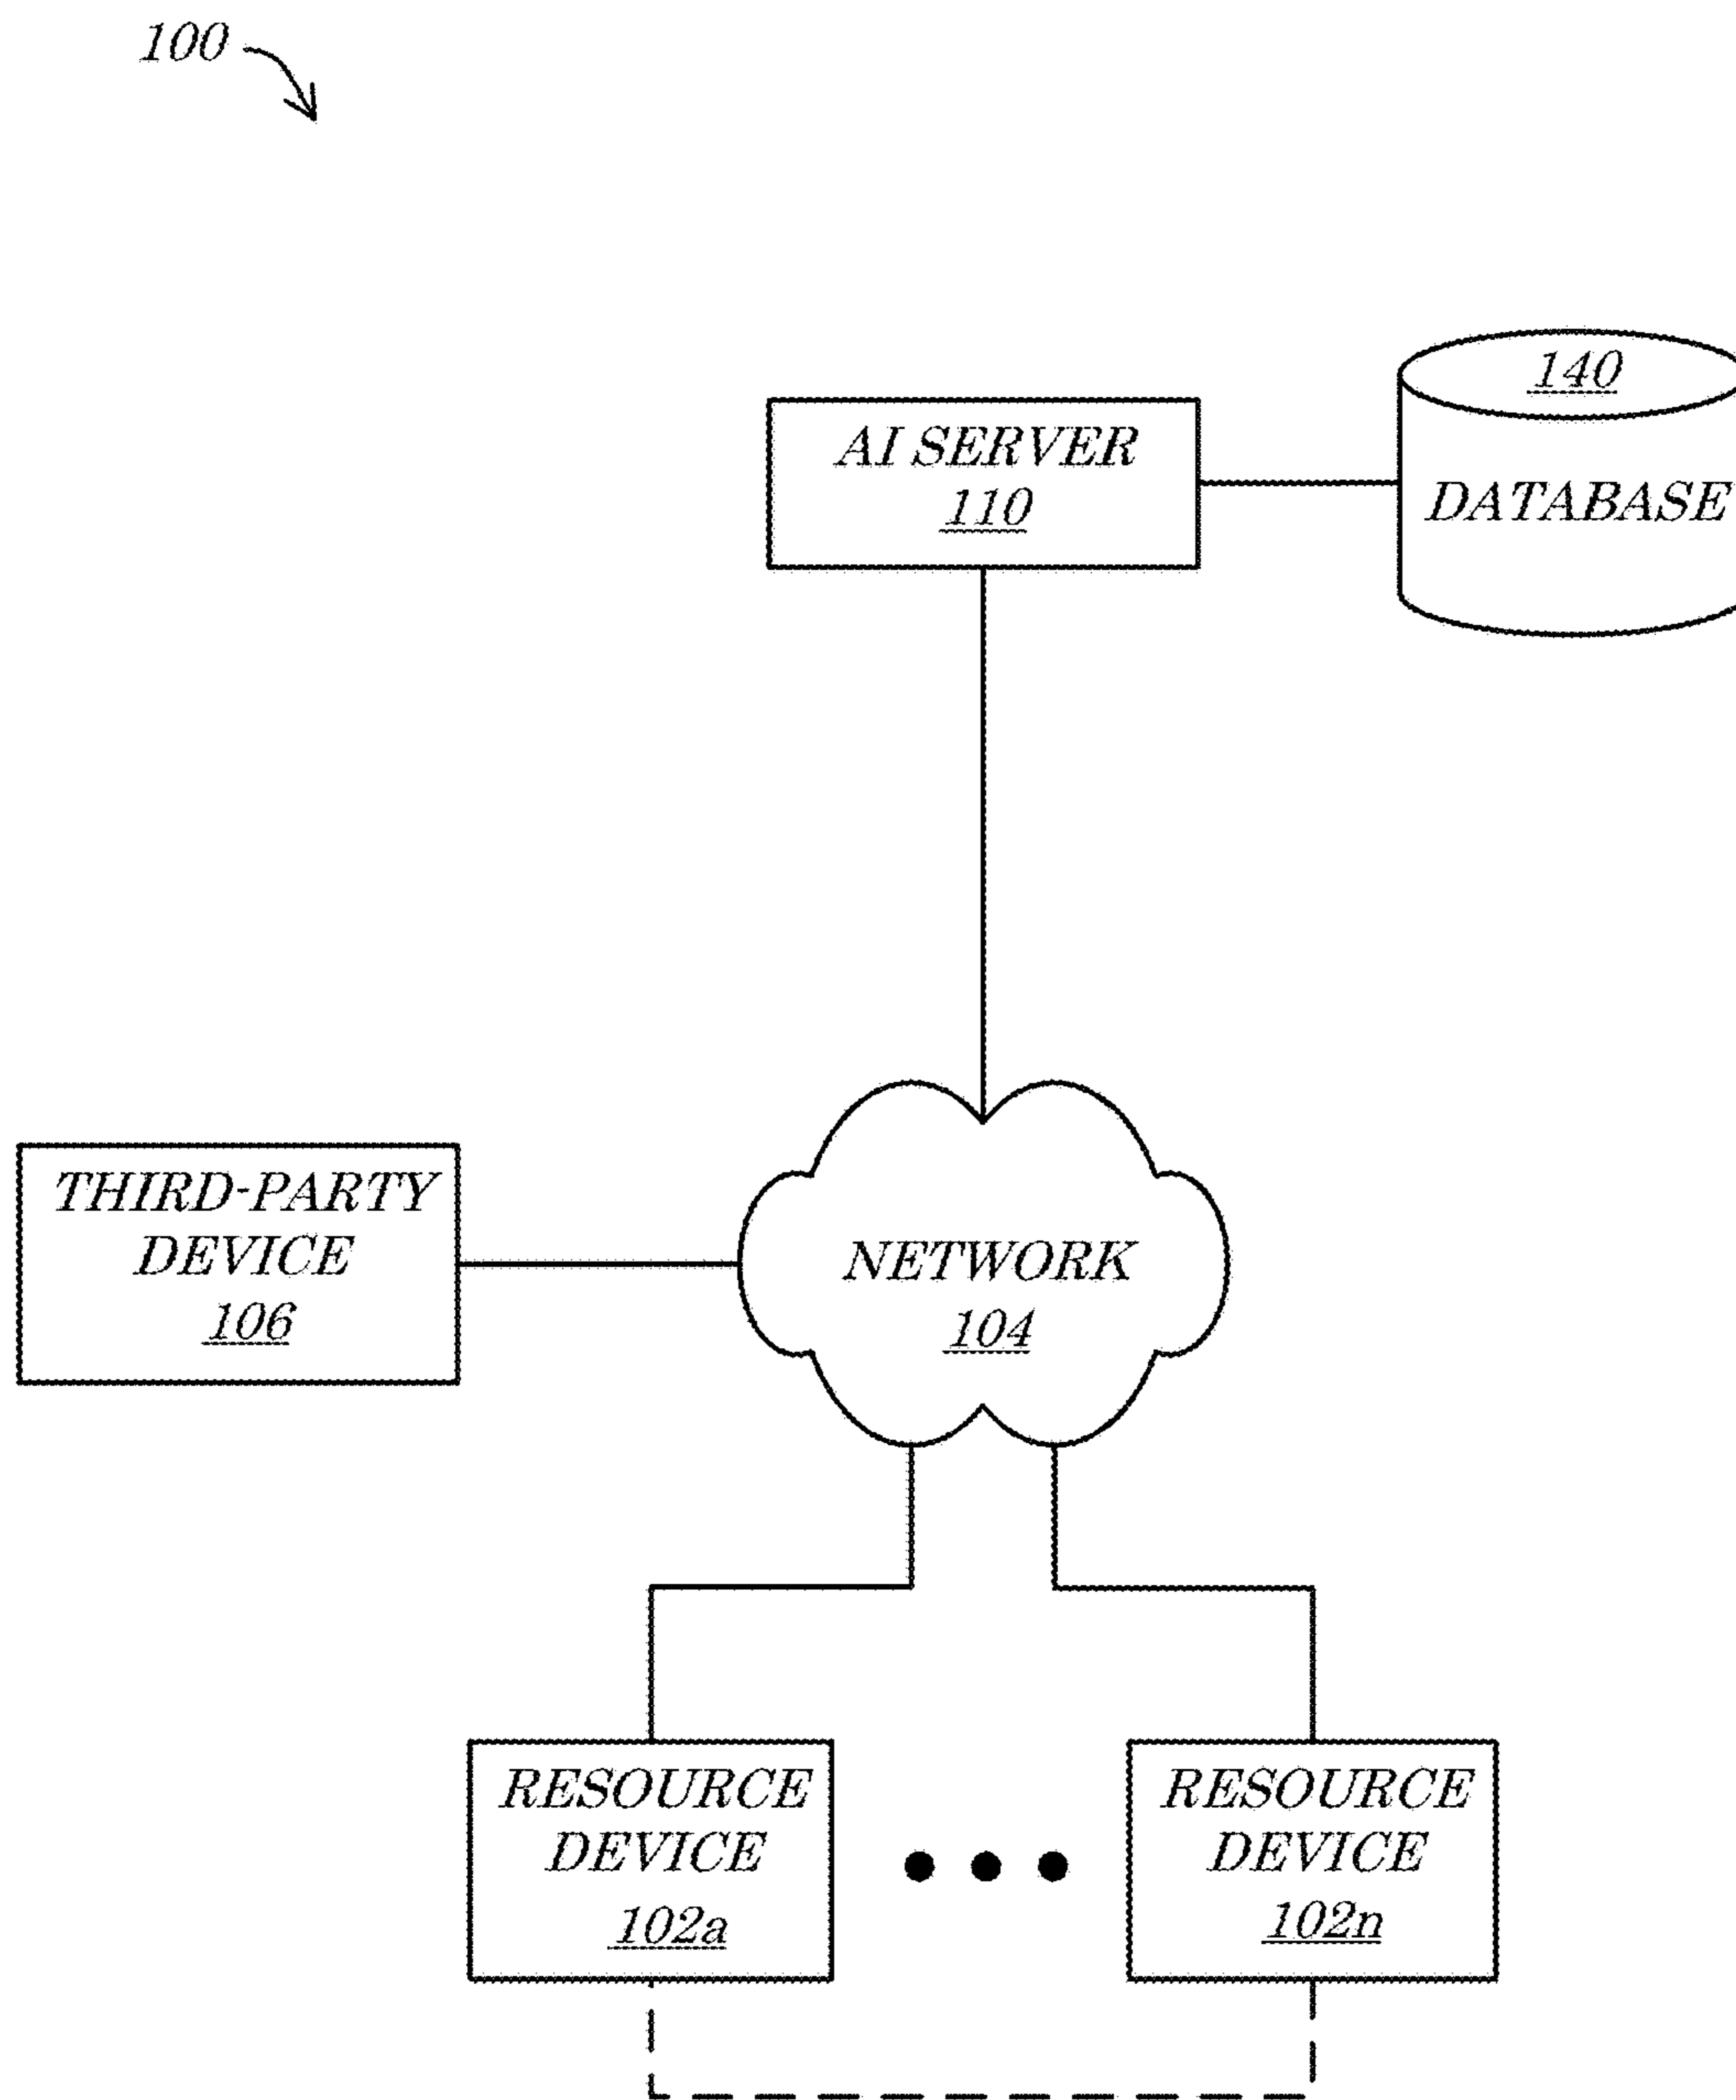 100
140
AI SERVER
110
DATABASE
THIRD-PARTY
DEVICE
106
NETWORK
104
RESOURCE
DEVICE
102a
RESOURCE
DEVICE
102n